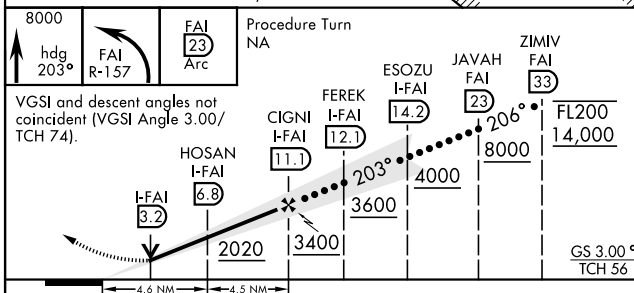 8000
hdg
203°
FAI
R-157
FAI
23
Arc
Procedure Turn
NA
VGSI and descent angles not
coincident (VGSI Angle 3.00/
TCH 74).
I-FAI
3.2
HOSAN
I-FAI
6.8
CIGNI
I-FAI
11.1
FEREK
I-FAI
12.1
ESOZU
I-FAI
14.2
JAVAH
FAI
23
ZIMIV
FAI
33
FL200
14,000
206°
203°
8000
4000
3600
3400
2020
GS 3.00°
TCH 56
4.6 NM
4.5 NM